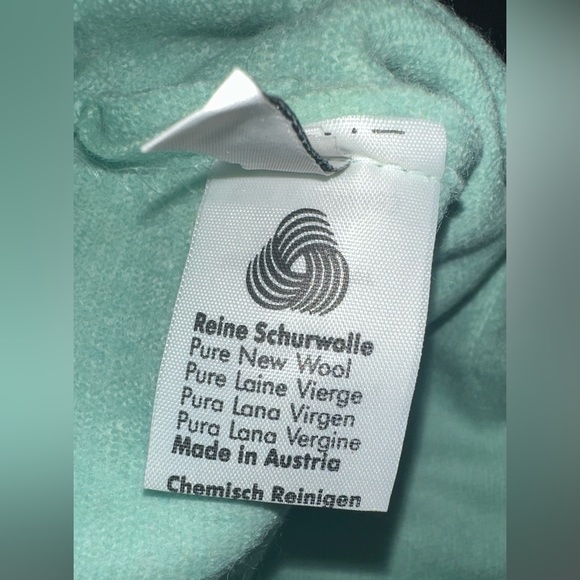 Reine Schurwolle
Pure New Wool
Pure Laine Vierge
Pura Lana Virgen
Pura Lana Vergine
Made in Austria
Chemisch Reinigen